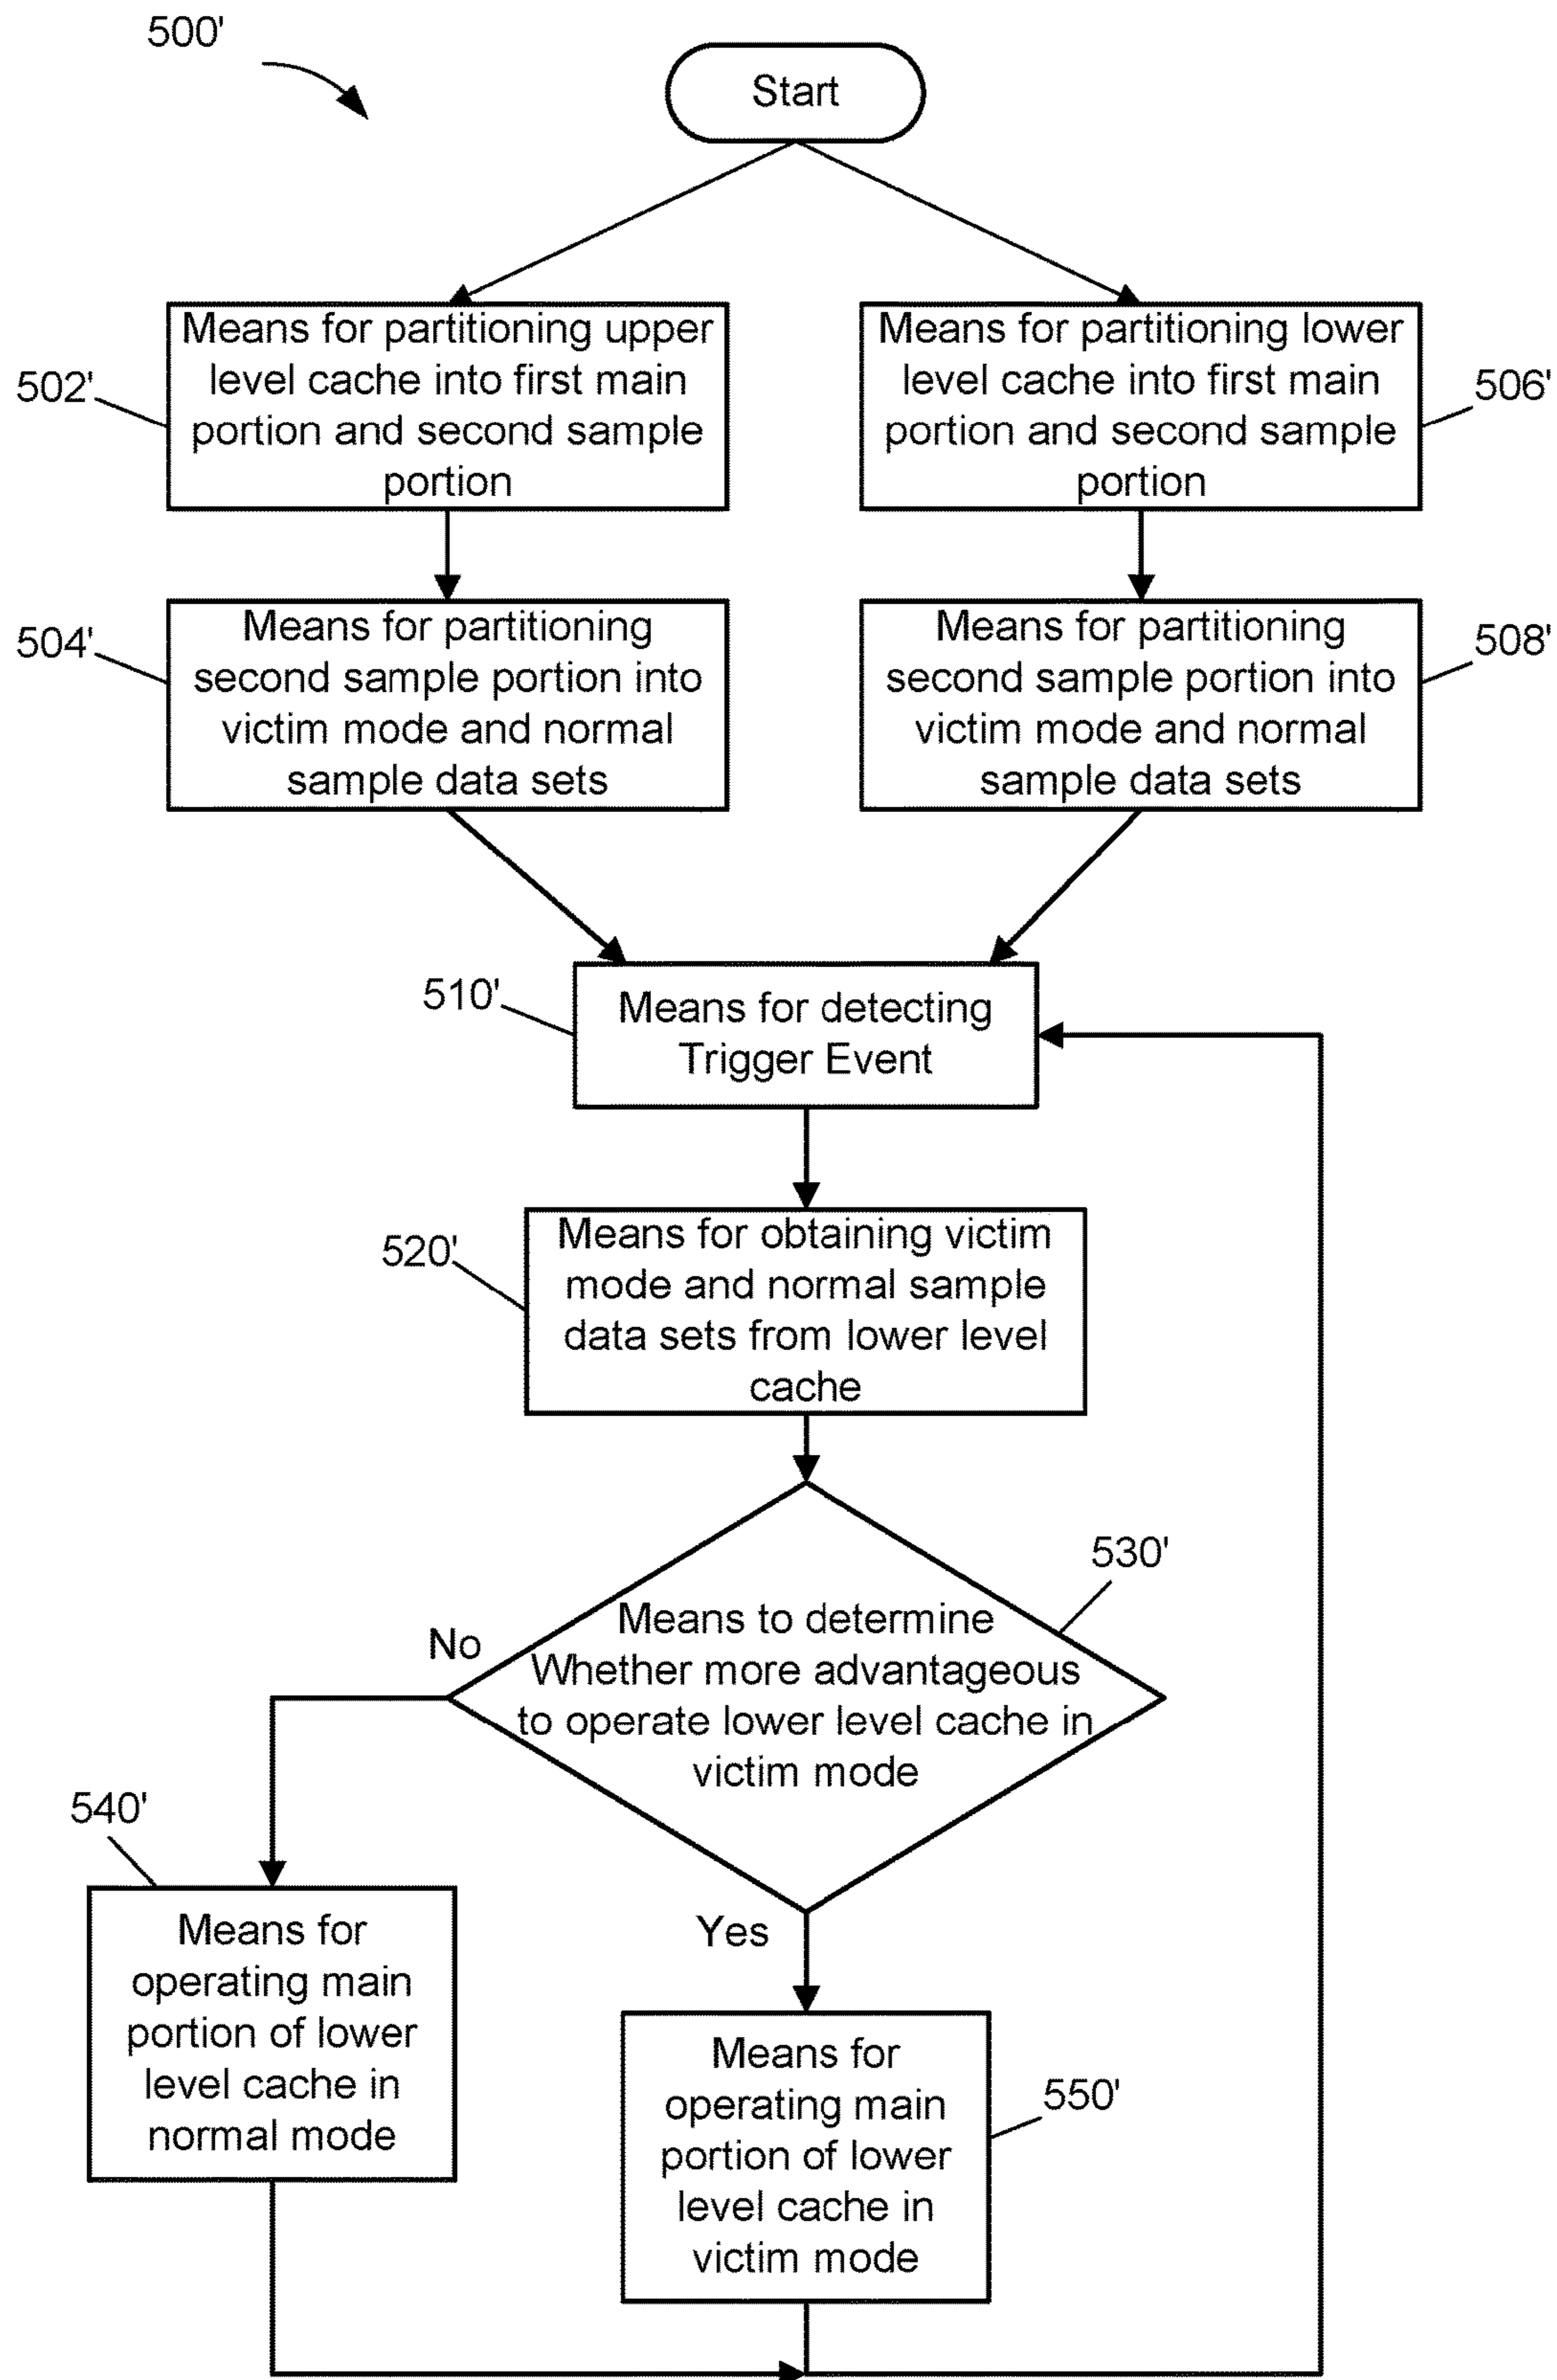 500'
Start
502'
Means for partitioning upper
level cache into first main
portion and second sample
portion
Means for partitioning lower
level cache into first main
portion and second sample
portion
506'
504'
Means for partitioning
second sample portion into
victim mode and normal
sample data sets
Means for partitioning
second sample portion into
victim mode and normal
sample data sets
508'
510'
Means for detecting
Trigger Event
520'
Means for obtaining victim
mode and normal sample
data sets from lower level
cache
530'
No
Means to determine
Whether more advantageous
to operate lower level cache in
victim mode
540'
Means for
operating main
portion of lower
level cache in
normal mode
Yes
Means for
operating main
portion of lower
level cache in
victim mode
550'